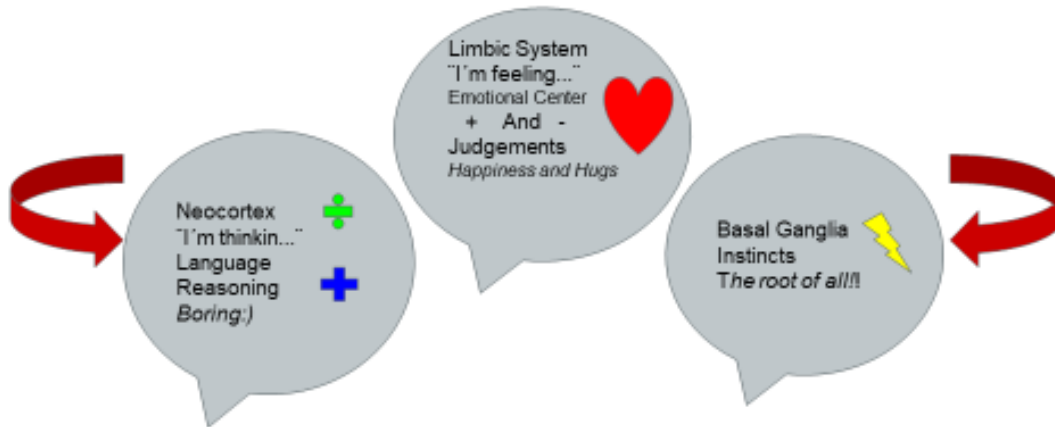 Limbic System
¨I´m feeling...¨
Emotional Center
+ And -
Judgements
Happiness and Hugs
Neocortex
¨I´m thinkin...¨
Language
Reasoning
Boring:)
Basal Ganglia
Instincts
The root of all!!